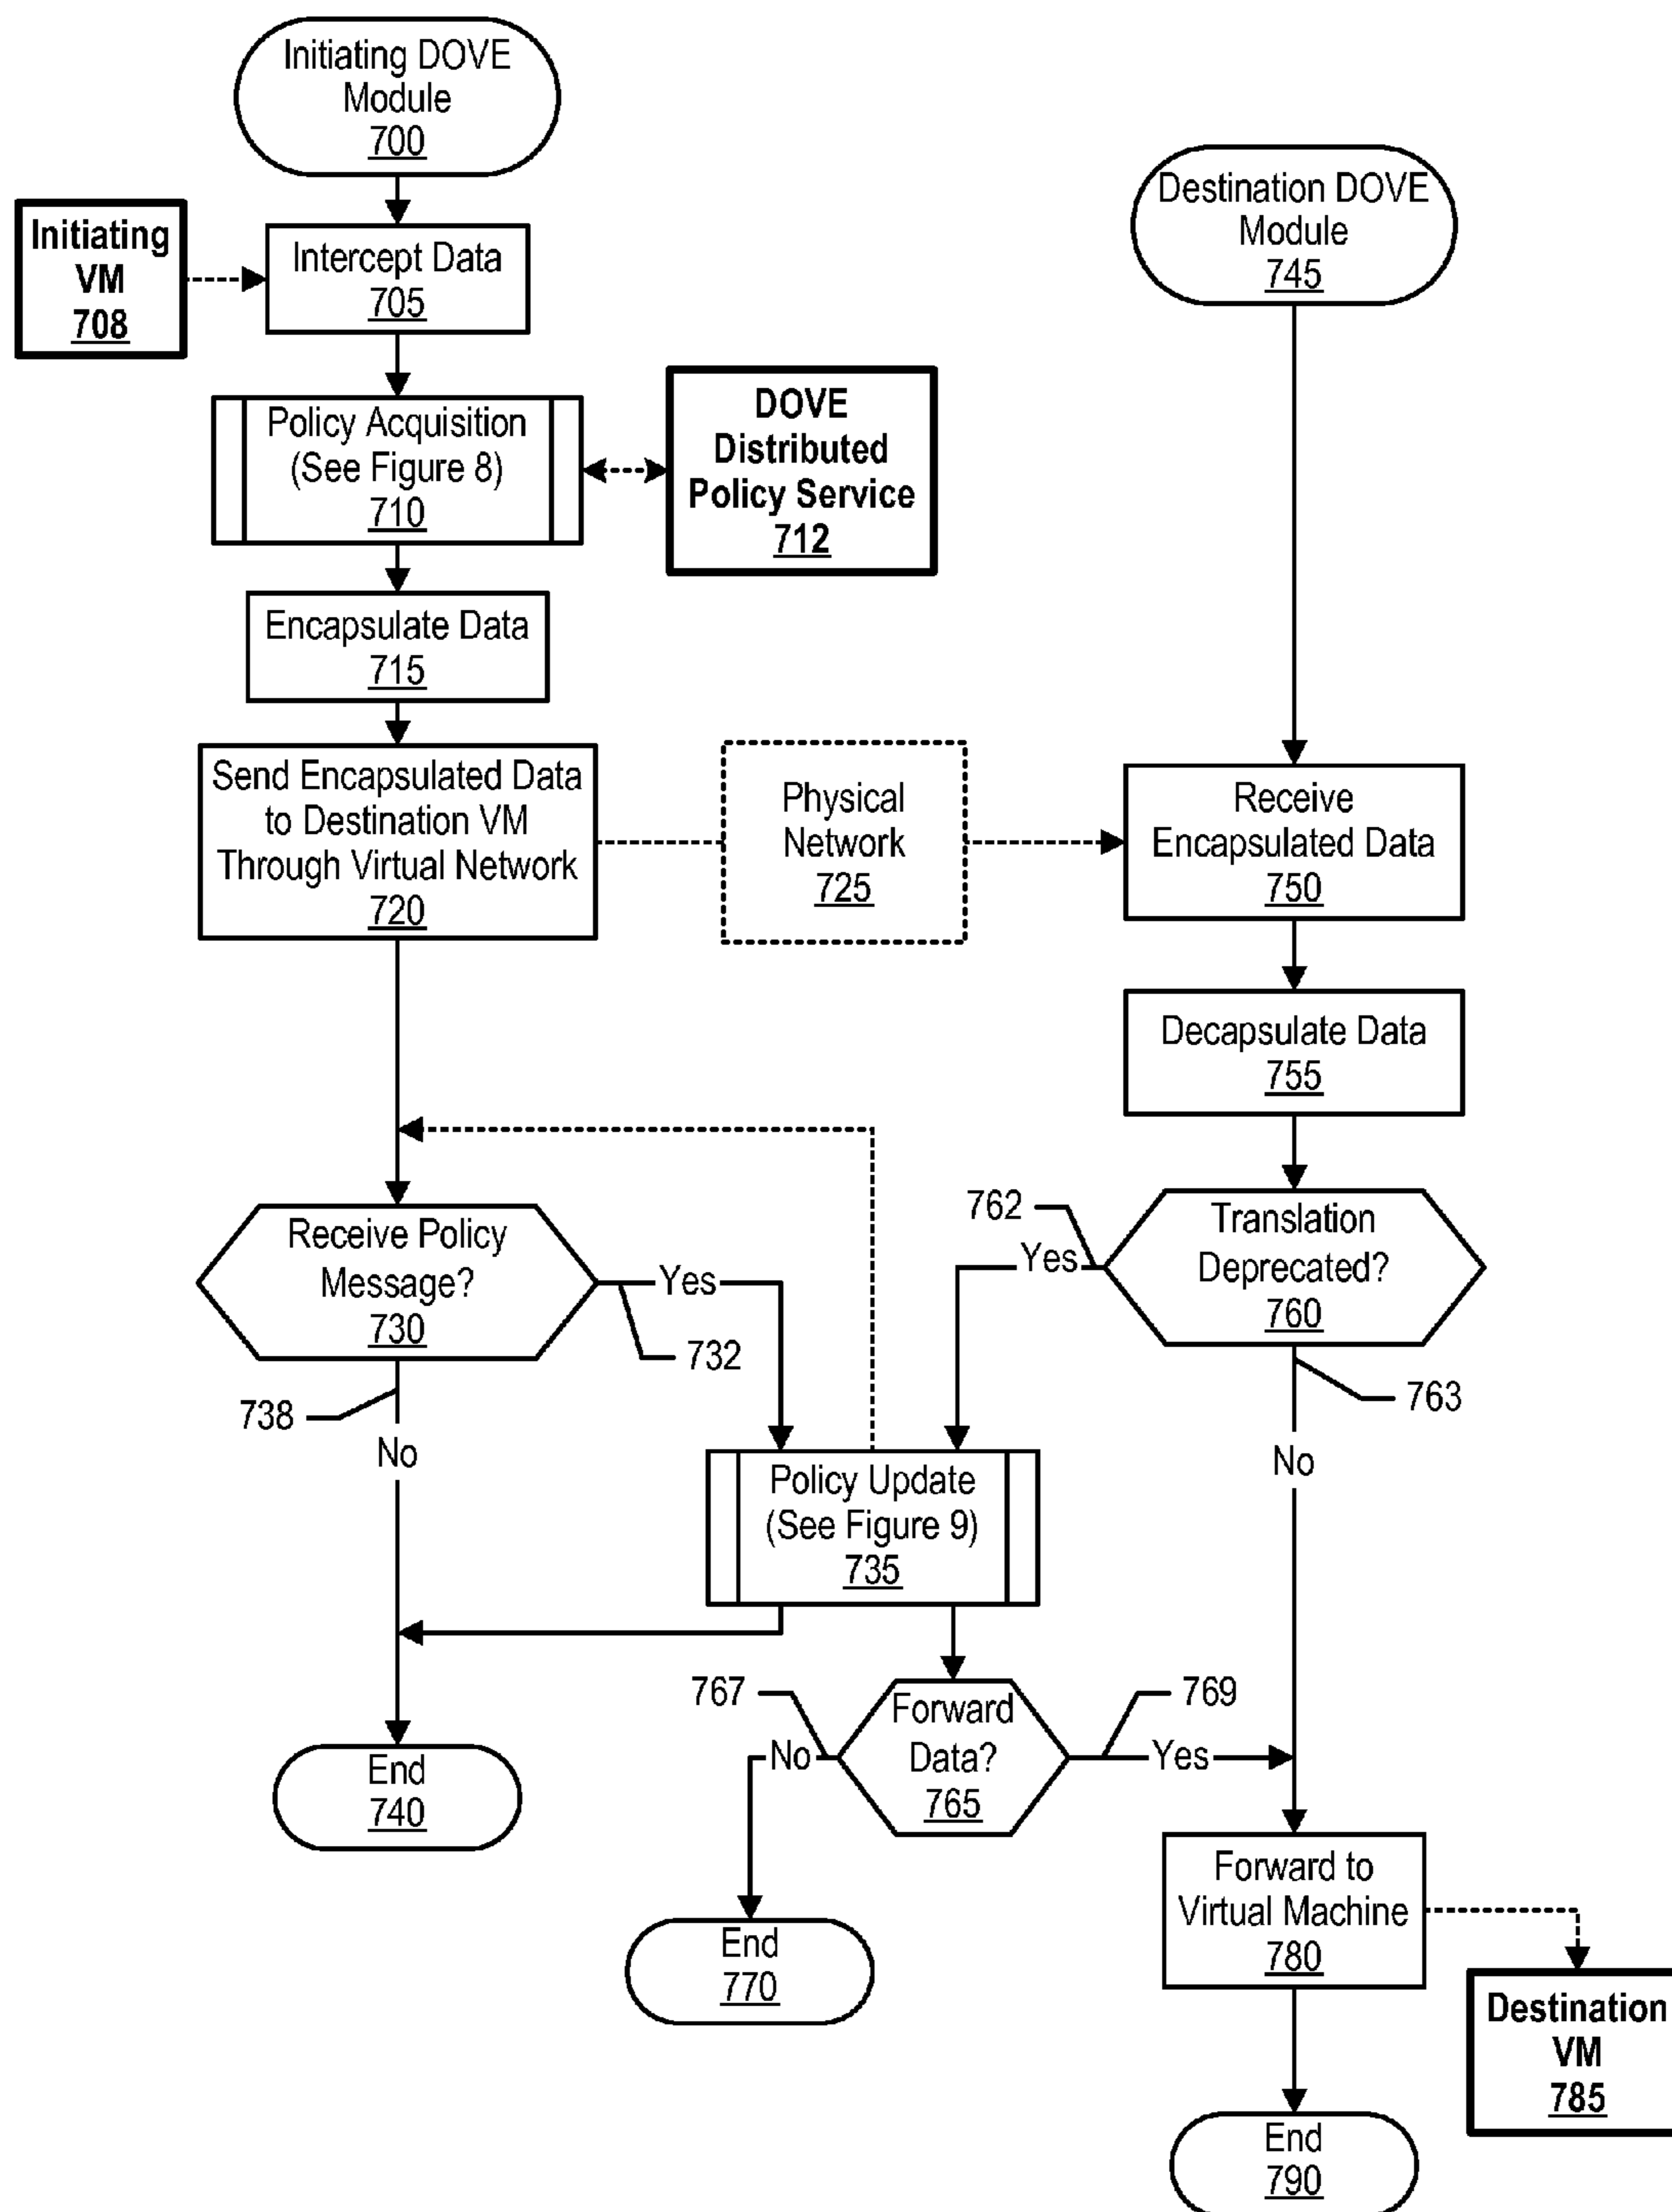 Initiating DOVE
Module
700
Initiating
VM
708
Intercept Data
705
Policy Acquisition
(See Figure 8)
710
DOVE
Distributed
Policy Service
712
Encapsulate Data
715
Send Encapsulated Data
to Destination VM
Through Virtual Network
720
Physical
Network
725
Receive Policy
Message?
730
Yes
732
738
No
Policy Update
(See Figure 9)
735
End
740
Destination DOVE
Module
745
Receive
Encapsulated Data
750
Decapsulate Data
755
Translation
Deprecated?
760
762
Yes
763
No
Forward
Data?
765
767
No
769
Yes
End
770
Forward to
Virtual Machine
780
Destination
VM
785
End
790